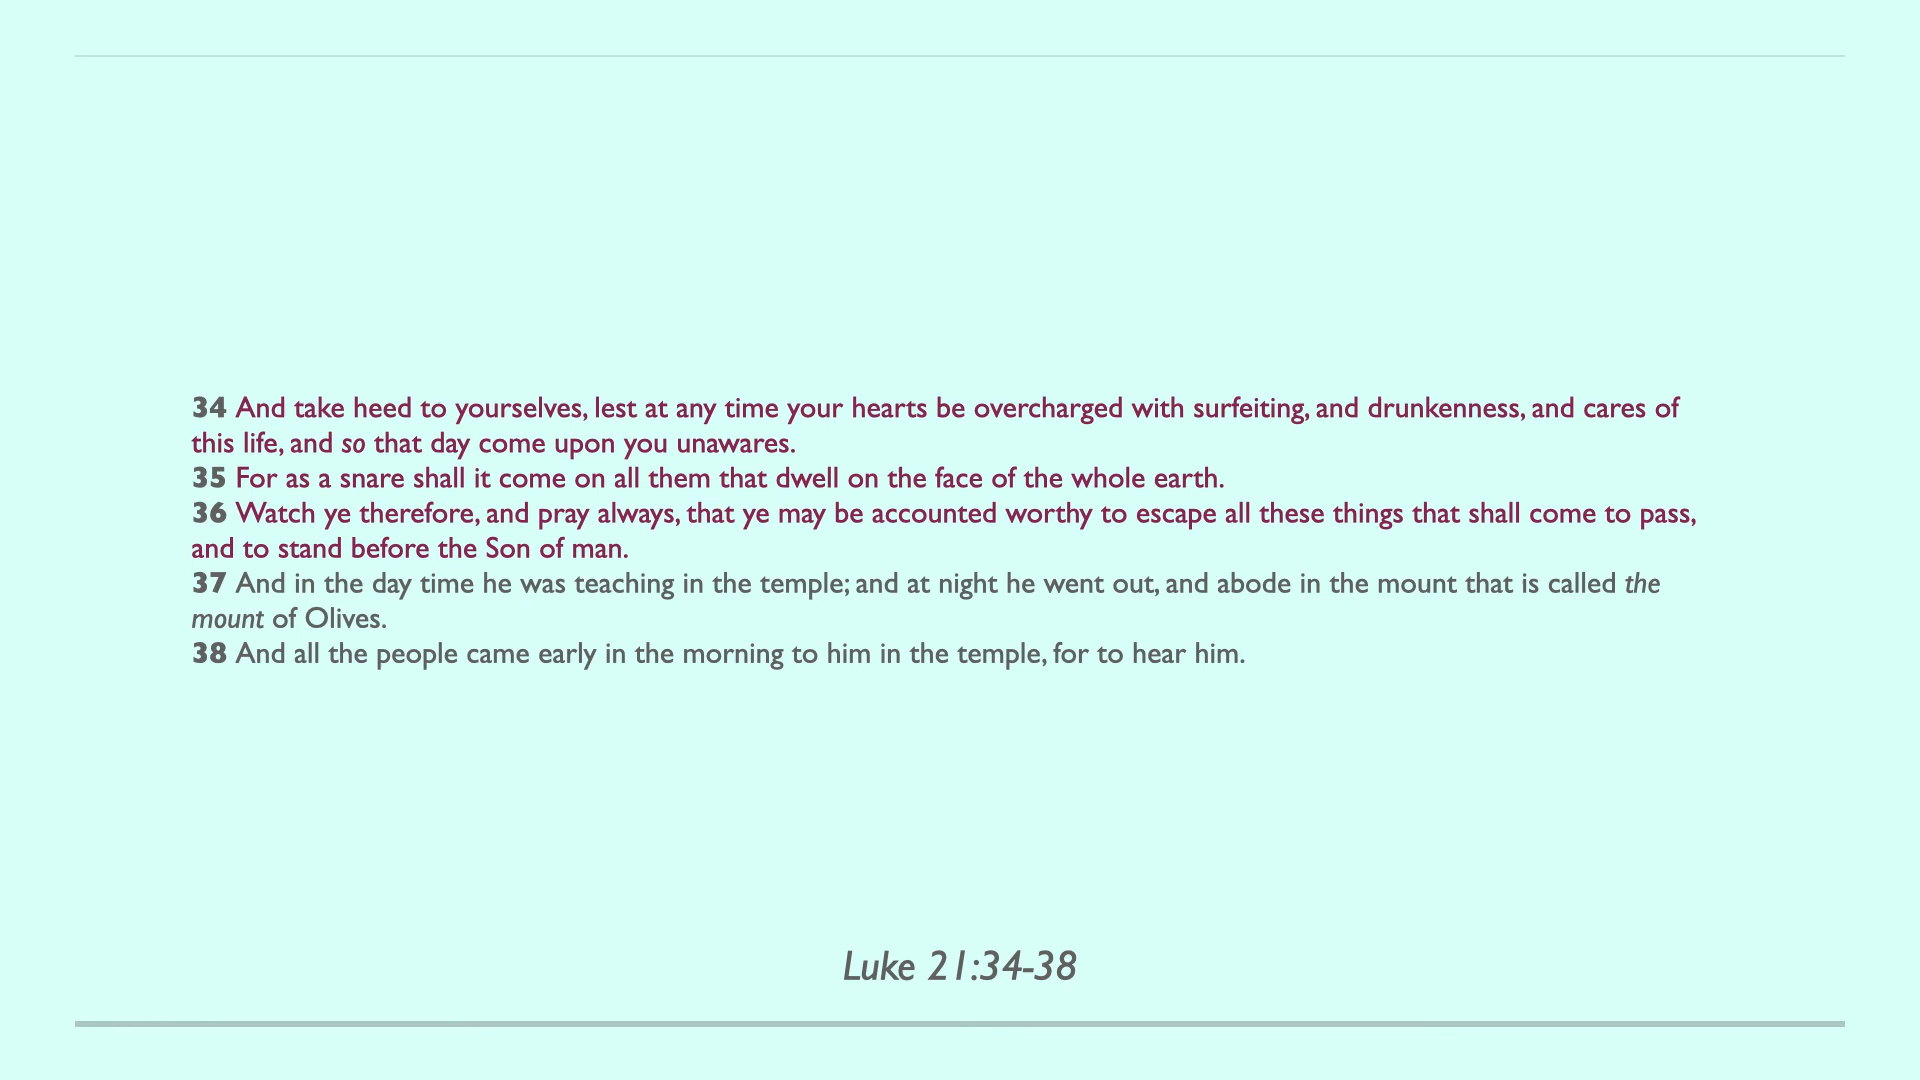 34 And take heed to yourselves, lest at any time your hearts be overcharged with surfeiting, and drunkenness, and cares of
this life, and so that day come upon you unawares.
35 For as a snare shall it come on all them that dwell on the face of the whole earth.
36 Watch ye therefore, and pray always, that ye may be accounted worthy to escape all these things that shall come to pass,
and to stand before the Son of man.
37 And in the day time he was teaching in the temple; and at night he went out, and abode in the mount that is called the
mount of Olives.
38 And all the people came early in the morning to him in the temple, for to hear him.
Luke 21:34-38